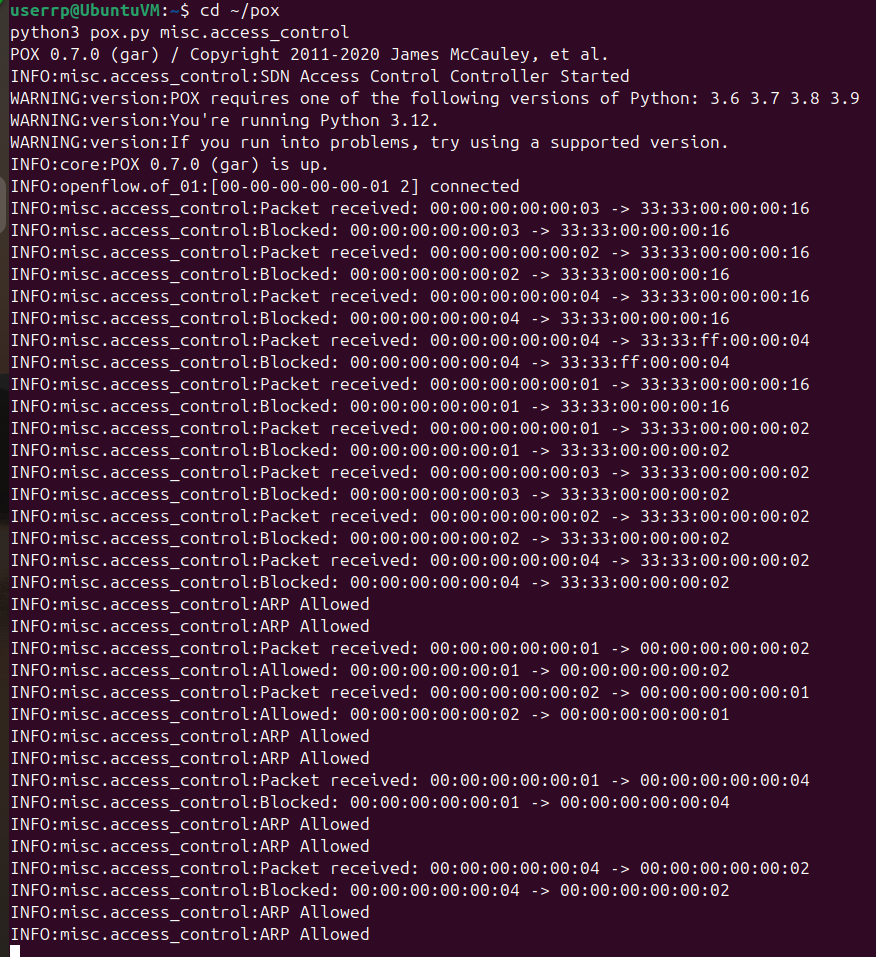 userrp@UbuntuVM:~$ cd ~/pox
python3 pox.py misc.access_control
POX 0.7.0 (gar) / Copyright 2011-2020 James McCauley, et al.
INFO:misc.access_control:SDN Access Control Controller Started
WARNING:version:POX requires one of the following versions of Python: 3.6 3.7 3.8 3.9
WARNING:version:You're running Python 3.12.
WARNING:version:If you run into problems, try using a supported version.
INFO:core:POX 0.7.0 (gar) is up.
INFO:openflow.of_01:[00-00-00-00-00-01 2] connected
INFO:misc.access_control:Packet received: 00:00:00:00:00:03 -> 33:33:00:00:00:16
INFO:misc.access_control:Blocked: 00:00:00:00:00:03 -> 33:33:00:00:00:16
INFO:misc.access_control:Packet received: 00:00:00:00:00:02 -> 33:33:00:00:00:16
INFO:misc.access_control:Blocked: 00:00:00:00:00:02 -> 33:33:00:00:00:16
INFO:misc.access_control:Packet received: 00:00:00:00:00:04 -> 33:33:00:00:00:16
INFO:misc.access_control:Blocked: 00:00:00:00:00:04 -> 33:33:00:00:00:16
INFO:misc.access_control:Packet received: 00:00:00:00:00:04 -> 33:33:ff:00:00:04
INFO:misc.access_control:Blocked: 00:00:00:00:00:04 -> 33:33:ff:00:00:04
INFO:misc.access_control:Packet received: 00:00:00:00:00:01 -> 33:33:00:00:00:16
INFO:misc.access_control:Blocked: 00:00:00:00:00:01 -> 33:33:00:00:00:16
INFO:misc.access_control:Packet received: 00:00:00:00:00:01 -> 33:33:00:00:00:02
INFO:misc.access_control:Blocked: 00:00:00:00:00:01 -> 33:33:00:00:00:02
INFO:misc.access_control:Packet received: 00:00:00:00:00:03 -> 33:33:00:00:00:02
INFO:misc.access_control:Blocked: 00:00:00:00:00:03 -> 33:33:00:00:00:02
INFO:misc.access_control:Packet received: 00:00:00:00:00:02 -> 33:33:00:00:00:02
INFO:misc.access_control:Blocked: 00:00:00:00:00:02 -> 33:33:00:00:00:02
INFO:misc.access_control:Packet received: 00:00:00:00:00:04 -> 33:33:00:00:00:02
INFO:misc.access_control:Blocked: 00:00:00:00:00:04 -> 33:33:00:00:00:02
INFO:misc.access_control:ARP Allowed
INFO:misc.access_control:ARP Allowed
INFO:misc.access_control:Packet received: 00:00:00:00:00:01 -> 00:00:00:00:00:02
INFO:misc.access_control:Allowed: 00:00:00:00:00:01 -> 00:00:00:00:00:02
INFO:misc.access_control:Packet received: 00:00:00:00:00:02 -> 00:00:00:00:00:01
INFO:misc.access_control:Allowed: 00:00:00:00:00:02 -> 00:00:00:00:00:01
INFO:misc.access_control:ARP Allowed
INFO:misc.access_control:ARP Allowed
INFO:misc.access_control:Packet received: 00:00:00:00:00:01 -> 00:00:00:00:00:04
INFO:misc.access_control:Blocked: 00:00:00:00:00:01 -> 00:00:00:00:00:04
INFO:misc.access_control:ARP Allowed
INFO:misc.access_control:ARP Allowed
INFO:misc.access_control:Packet received: 00:00:00:00:00:04 -> 00:00:00:00:00:02
INFO:misc.access_control:Blocked: 00:00:00:00:00:04 -> 00:00:00:00:00:02
INFO:misc.access_control:ARP Allowed
INFO:misc.access_control:ARP Allowed